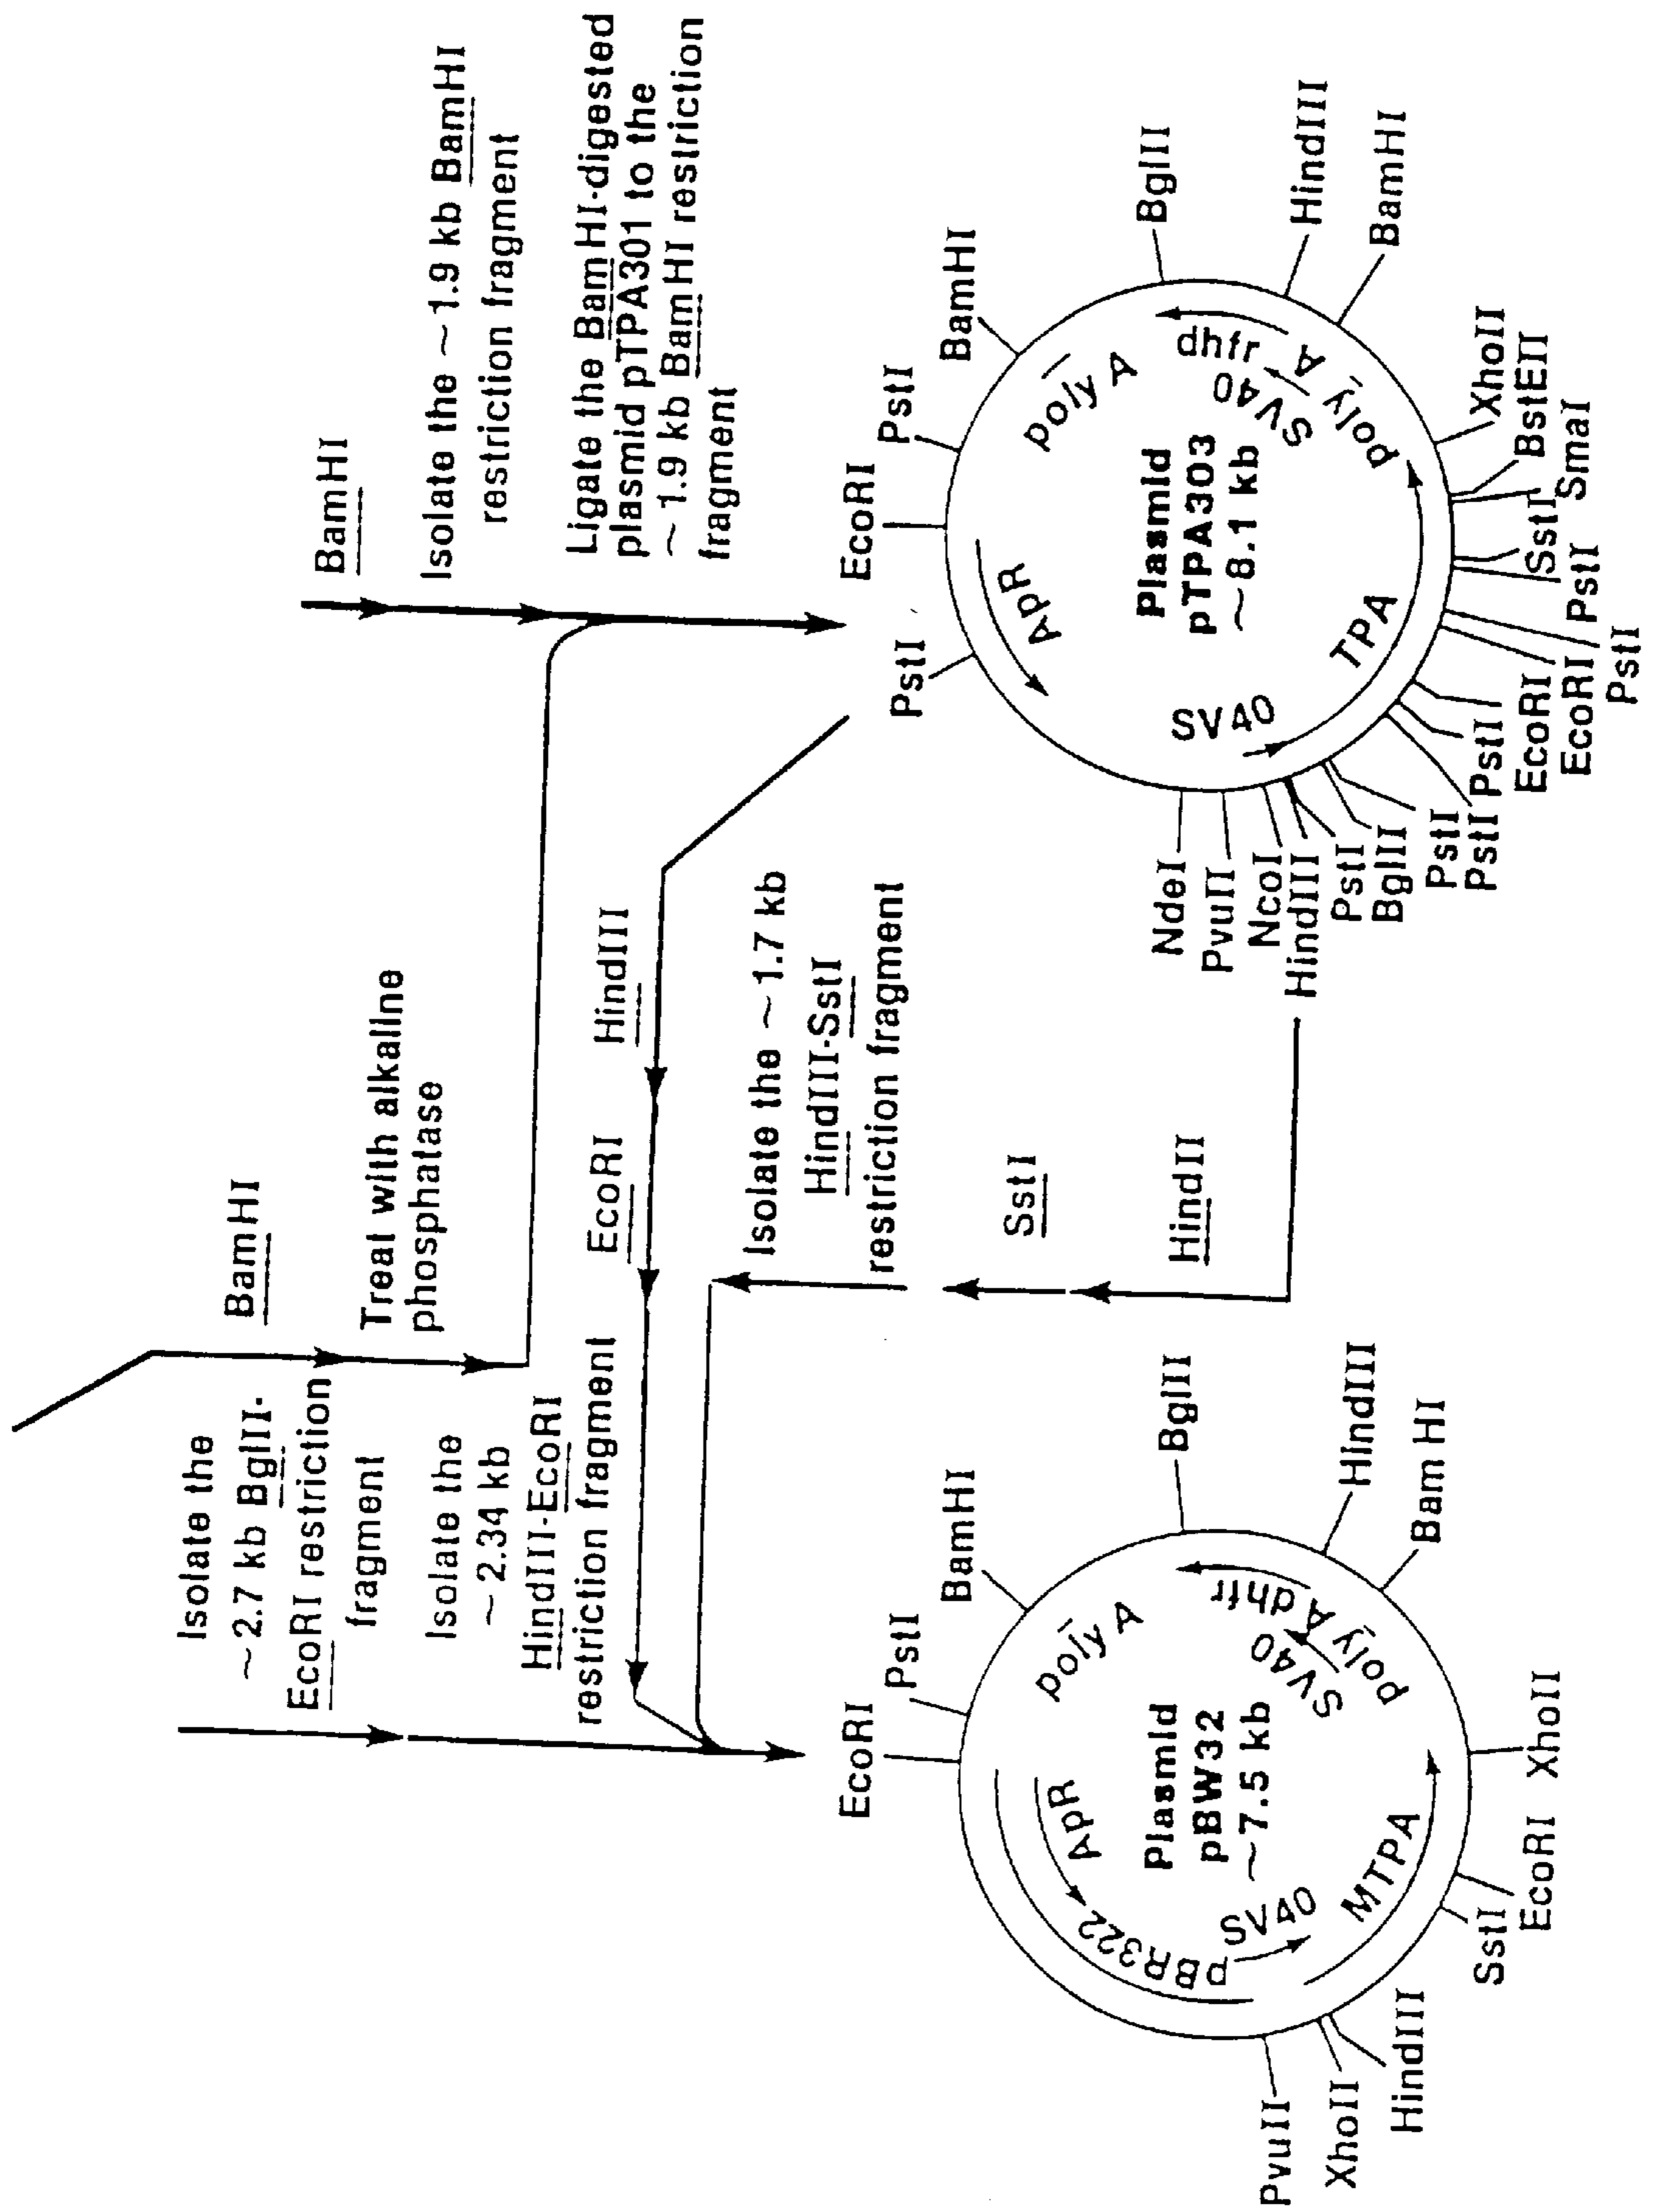 BamHI
Isolate the ~1.9 kb BamHI
restriction fragment
Ligate the BamHI-digested
plasmid pTPA301 to the
~1.9 kb BamHI restriction
fragment
BamHI
Treat with alkaline
phosphatase
Isolate the
~2.7 kb BglII-
EcoRI restriction
fragment
Isolate the
~2.34 kb
HindIII-EcoRI
restriction fragment
EcoRI
HindIII
Isolate the ~1.7 kb
HindIII-SstI
restriction fragment
SstI
HindII
EcoRI
PstI
BamHI
BglII
HindIII
Bam HI
XhoII
EcoRI
SstI
HindIII
XhoII
PvuII
pBR322
ApR
poly A
dhfr
SV40
poly A
MTPA
SV40
Plasmid
pBW32
~7.5 kb
PstI
EcoRI
PstI
BamHI
BglII
HindIII
BamHI
XhoII
BstEII
SmaI
SstI
PstI
PstI
EcoRI
EcoRI
PstI
PstI
PstI
BglII
PstI
HindIII
NcoI
PvuII
NdeI
ApR
poly A
dhfr
SV40
poly A
TPA
SV40
Plasmid
pTPA303
~8.1 kb